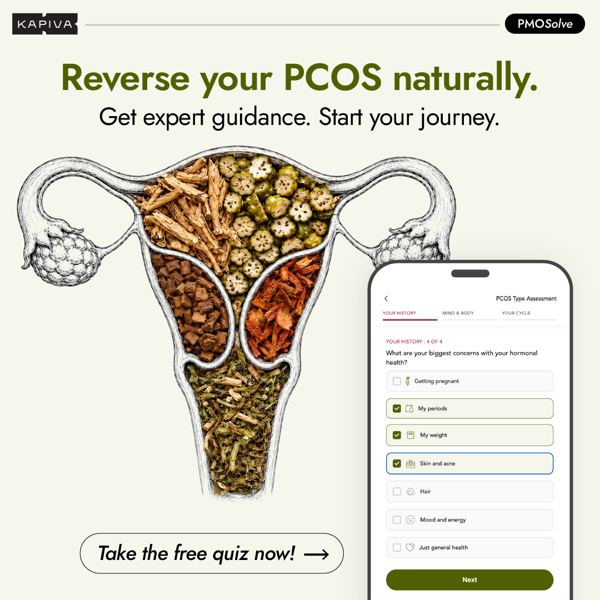 KAPIVA
PMOSolve
Reverse your PCOS naturally.
Get expert guidance. Start your journey.
PCOS Type Assessment
YOUR HISTORY
MIND & BODY
YOUR CYCLE
YOUR HISTORY . 4 OF 4
What are your biggest concerns with your hormonal
health?
Getting pregnant
My periods
My weight
Skin and acne
Hair
Mood and energy
Just general health
Next
Take the free quiz now!